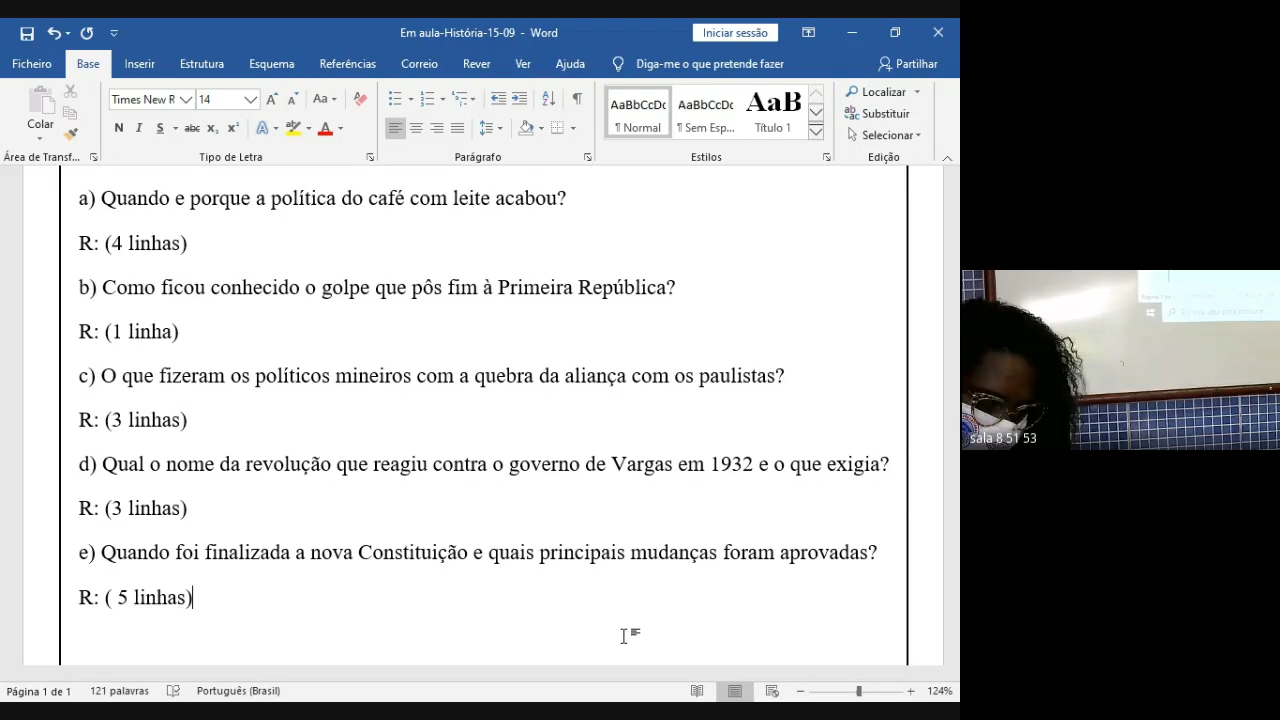 Em aula-História-15-09 - Word
Iniciar sessão
Ficheiro Base Inserir Estrutura Esquema Referências Correio Rever Ver Ajuda Diga-me o que pretende fazer Partilhar
Colar
Times New R 14
Aa
AaBbCcDc AaBbCcDc AaB
¶ Normal ¶ Sem Esp... Título 1
Localizar
Substituir
Selecionar
Área de Transf... Tipo de Letra Parágrafo Estilos Edição
a) Quando e porque a política do café com leite acabou?
R: (4 linhas)
b) Como ficou conhecido o golpe que pôs fim à Primeira República?
R: (1 linha)
c) O que fizeram os políticos mineiros com a quebra da aliança com os paulistas?
R: (3 linhas)
d) Qual o nome da revolução que reagiu contra o governo de Vargas em 1932 e o que exigia?
R: (3 linhas)
e) Quando foi finalizada a nova Constituição e quais principais mudanças foram aprovadas?
R: ( 5 linhas)
Página 1 de 1 121 palavras Português (Brasil) 124%
sala 8 51 53